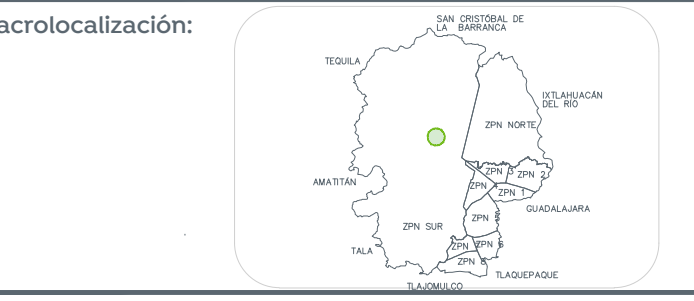 acrolocalización:
SAN CRISTÓBAL DE
LA BARRANCA
TEQUILA
IXTLAHUACÁN
DEL RÍO
ZPN NORTE
ZPN 3
ZPN 2
AMATITÁN
ZPN
ZPN 1
GUADALAJARA
ZPN
ZPN SUR
ZPN
ZPN 6
TALA
ZPN
TLAQUEPAQUE
TLAJOMULCO